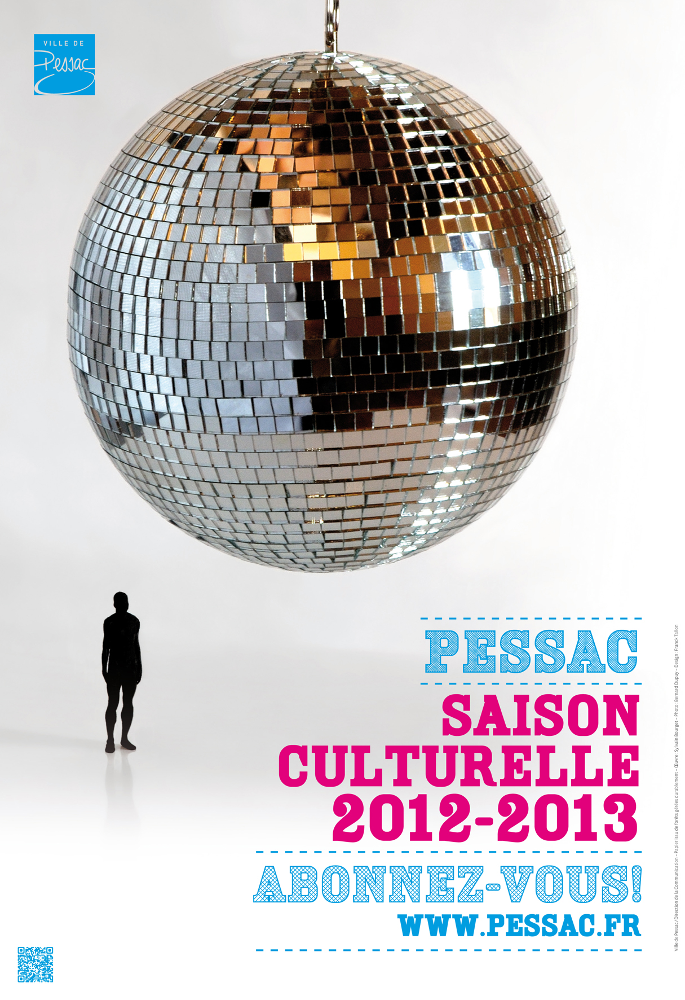 VILLE DE
Pessac
PESSAC
SAISON
CULTURELLE
2012-2013
ABONNEZ-VOUS!
WWW.PESSAC.FR
Ville de Pessac/Direction de la Communication – Papier issu de forêts gérées durablement – Œuvre : Sylvain Bourget – Photo : Bernard Dupuy – Design : Franck Tallon